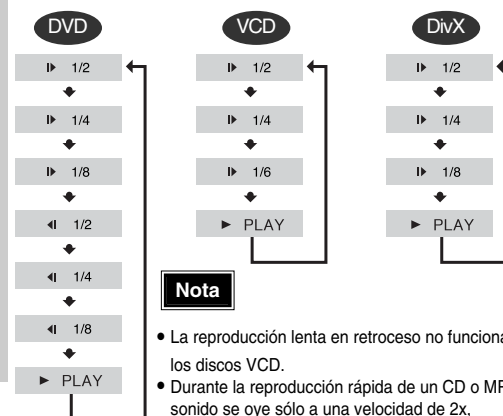 DVD
1/2
1/4
1/8
1/2
1/4
1/8
PLAY
VCD
1/2
1/4
1/6
PLAY
DivX
1/2
1/4
1/8
PLAY
Nota
• La reproducción lenta en retroceso no funciona
los discos VCD.
• Durante la reproducción rápida de un CD o
sonido se oye sólo a una velocidad de 2x,